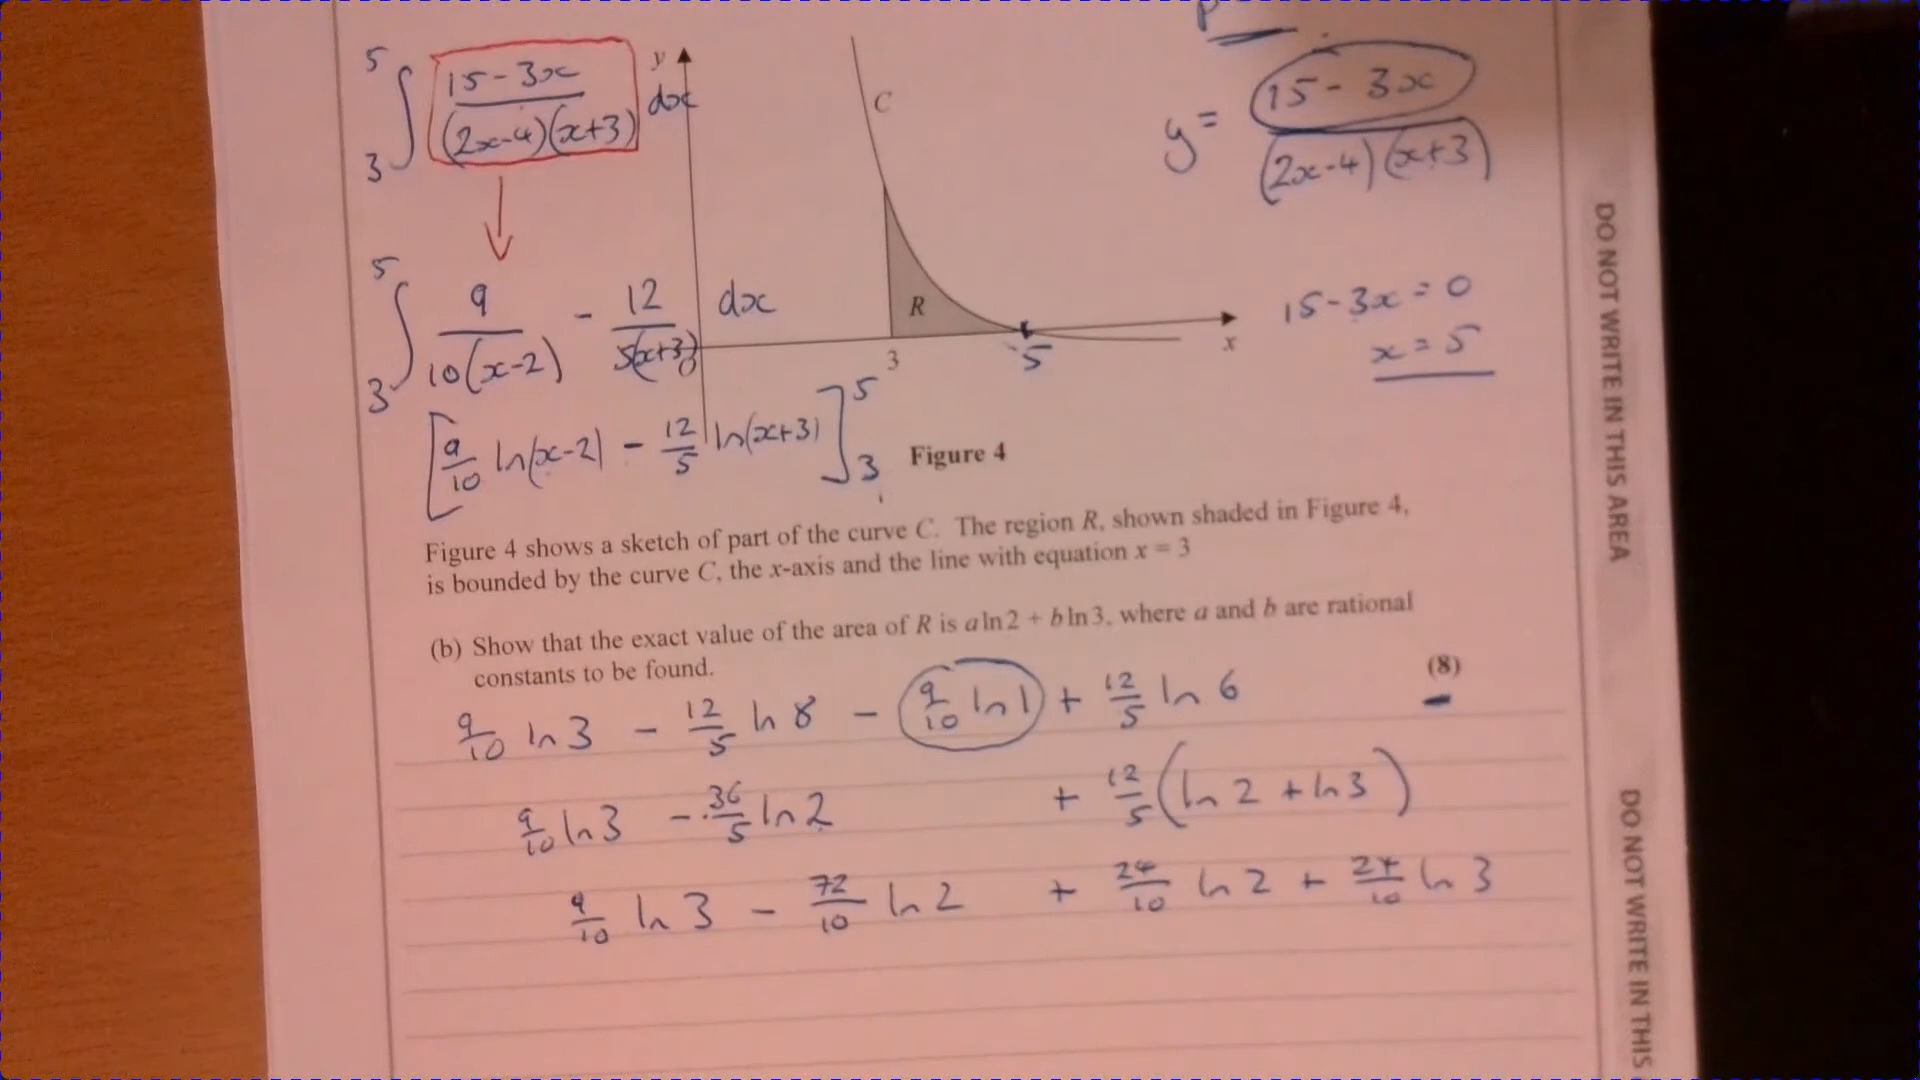 P
5
∫ 15-3x / (2x-4)(x+3) dx
3
y
C
y = 15-3x / (2x-4)(x+3)
5
∫ 9 / 10(x-2) - 12 / 5(x+3) dx
3
R
3
5
x
15-3x=0
x=5
[9/10 ln(x-2) - 12/5 ln(x+3)]
5
3
Figure 4
Figure 4 shows a sketch of part of the curve C. The region R, shown shaded in Figure 4,
is bounded by the curve C, the x-axis and the line with equation x = 3
(b) Show that the exact value of the area of R is a ln 2 + b ln 3, where a and b are rational
constants to be found.
(8)
9/10 ln 3 - 12/5 ln 8 - 9/10 ln 1 + 12/5 ln 6
9/10 ln 3 - 36/5 ln 2 + 12/5 (ln 2 + ln 3)
9/10 ln 3 - 72/10 ln 2 + 24/10 ln 2 + 24/10 ln 3
DO NOT WRITE IN THIS AREA
DO NOT WRITE IN THIS